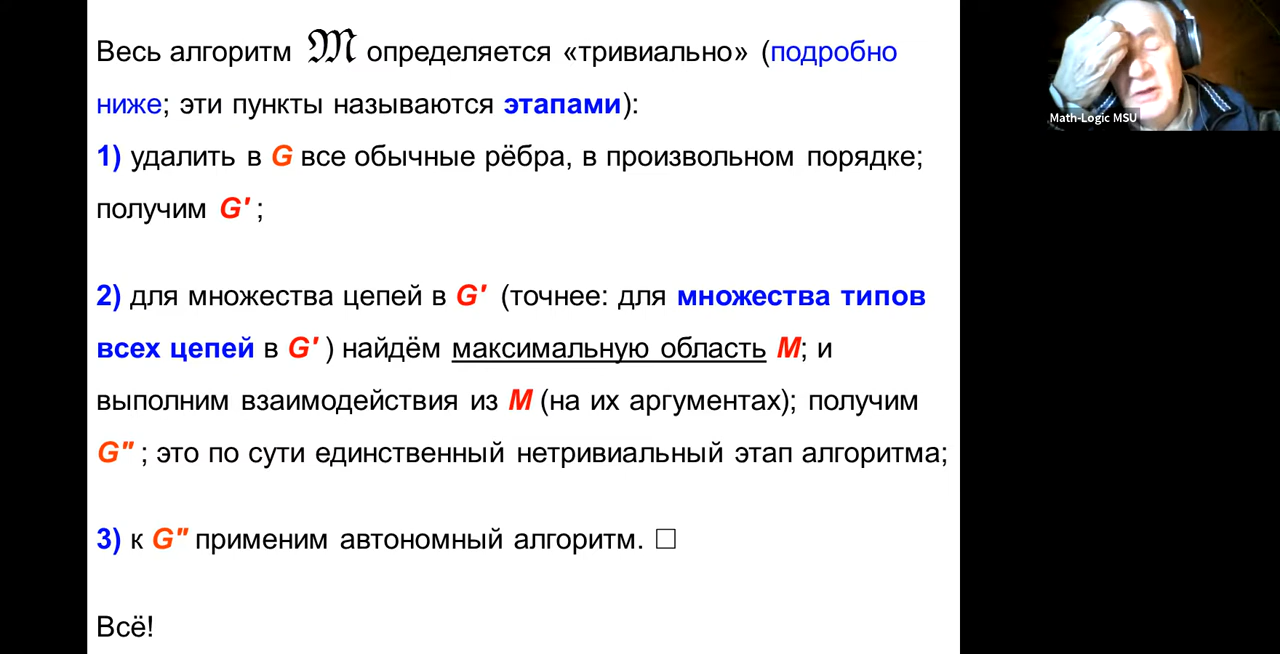 Весь алгоритм 𝔐 определяется «тривиально» (подробно
ниже; эти пункты называются этапами):
1) удалить в G все обычные рёбра, в произвольном порядке;
получим G' ;
2) для множества цепей в G' (точнее: для множества типов
всех цепей в G' ) найдём максимальную область M; и
выполним взаимодействия из M (на их аргументах); получим
G" ; это по сути единственный нетривиальный этап алгоритма;
3) к G" применим автономный алгоритм. □
Всё!
Math-Logic MSU